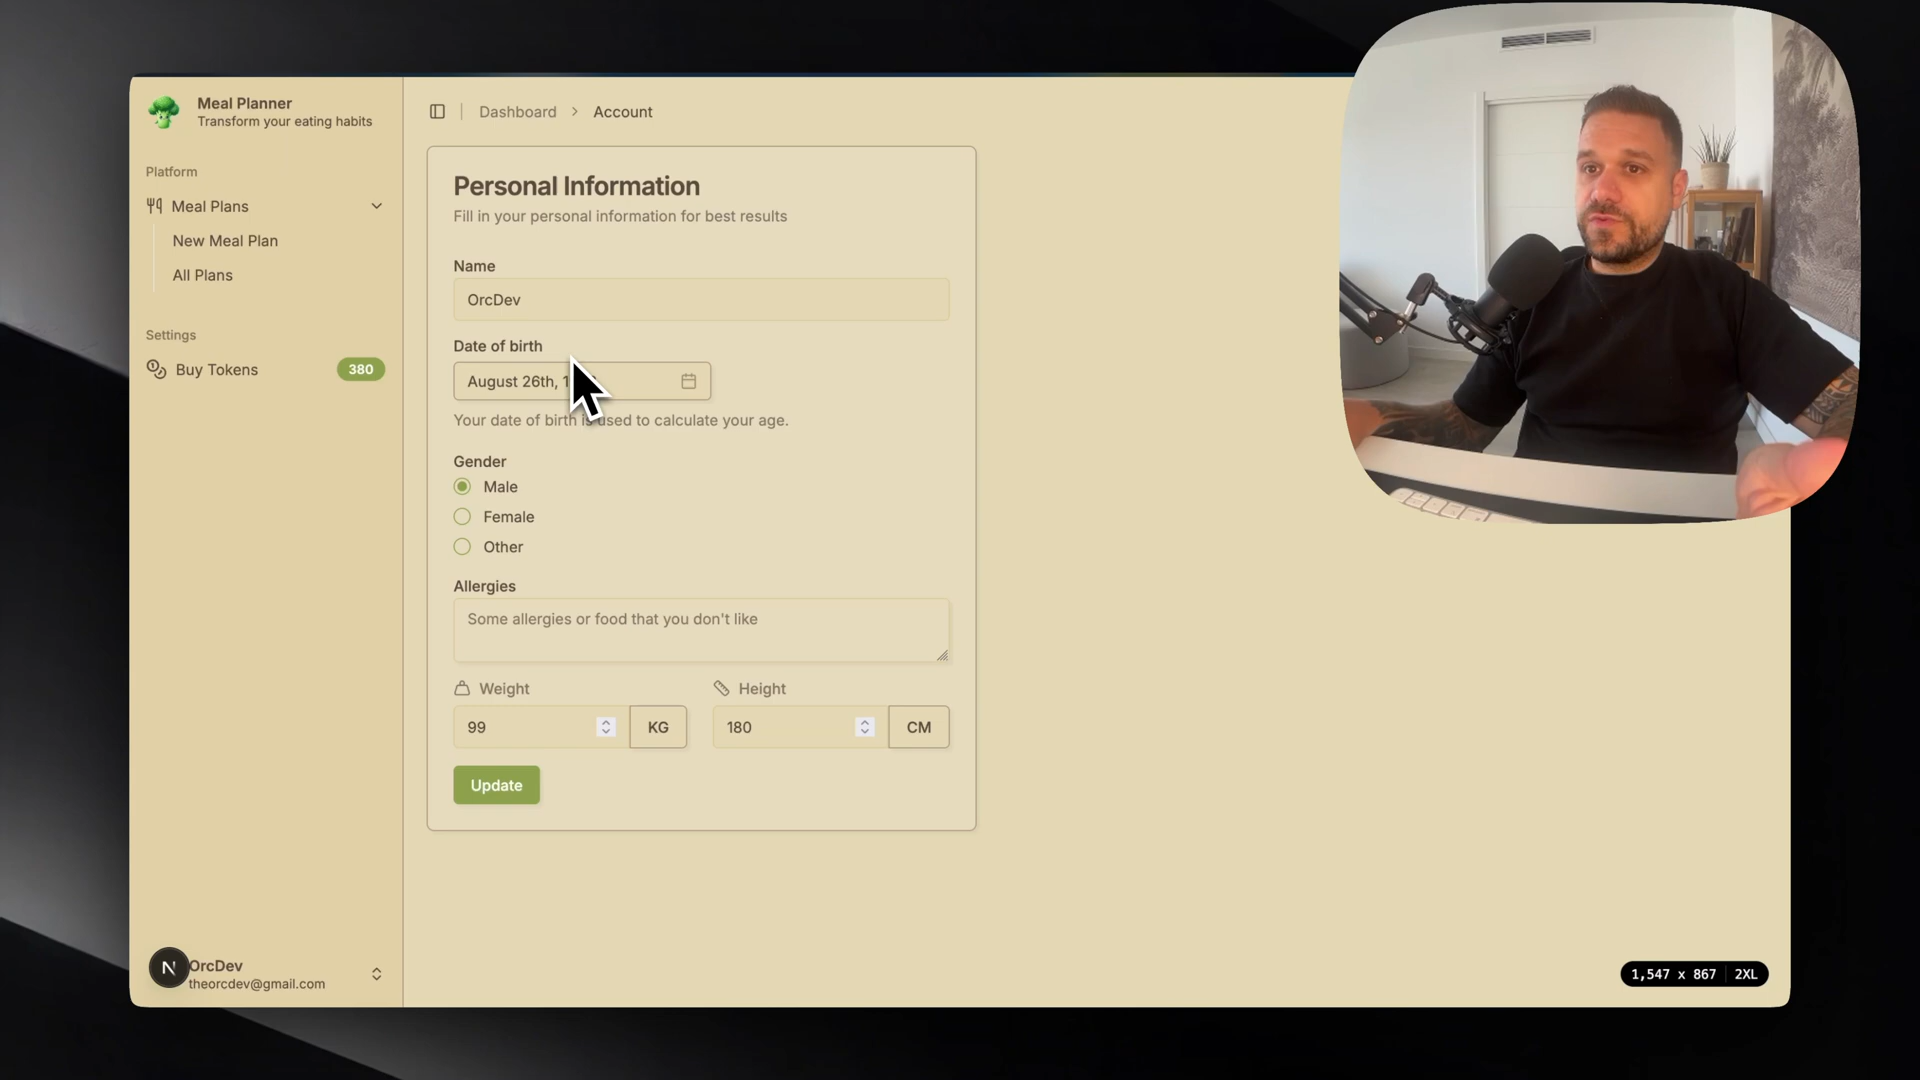 Meal Planner
Transform your eating habits
Platform
Meal Plans
New Meal Plan
All Plans
Settings
Buy Tokens 380
N OrcDev
theorcdev@gmail.com
Dashboard > Account
Personal Information
Fill in your personal information for best results
Name
OrcDev
Date of birth
August 26th,
Your date of birth is used to calculate your age.
Gender
Male
Female
Other
Allergies
Some allergies or food that you don't like
Weight Height
99 KG 180 CM
Update
1,547 x 867 2XL